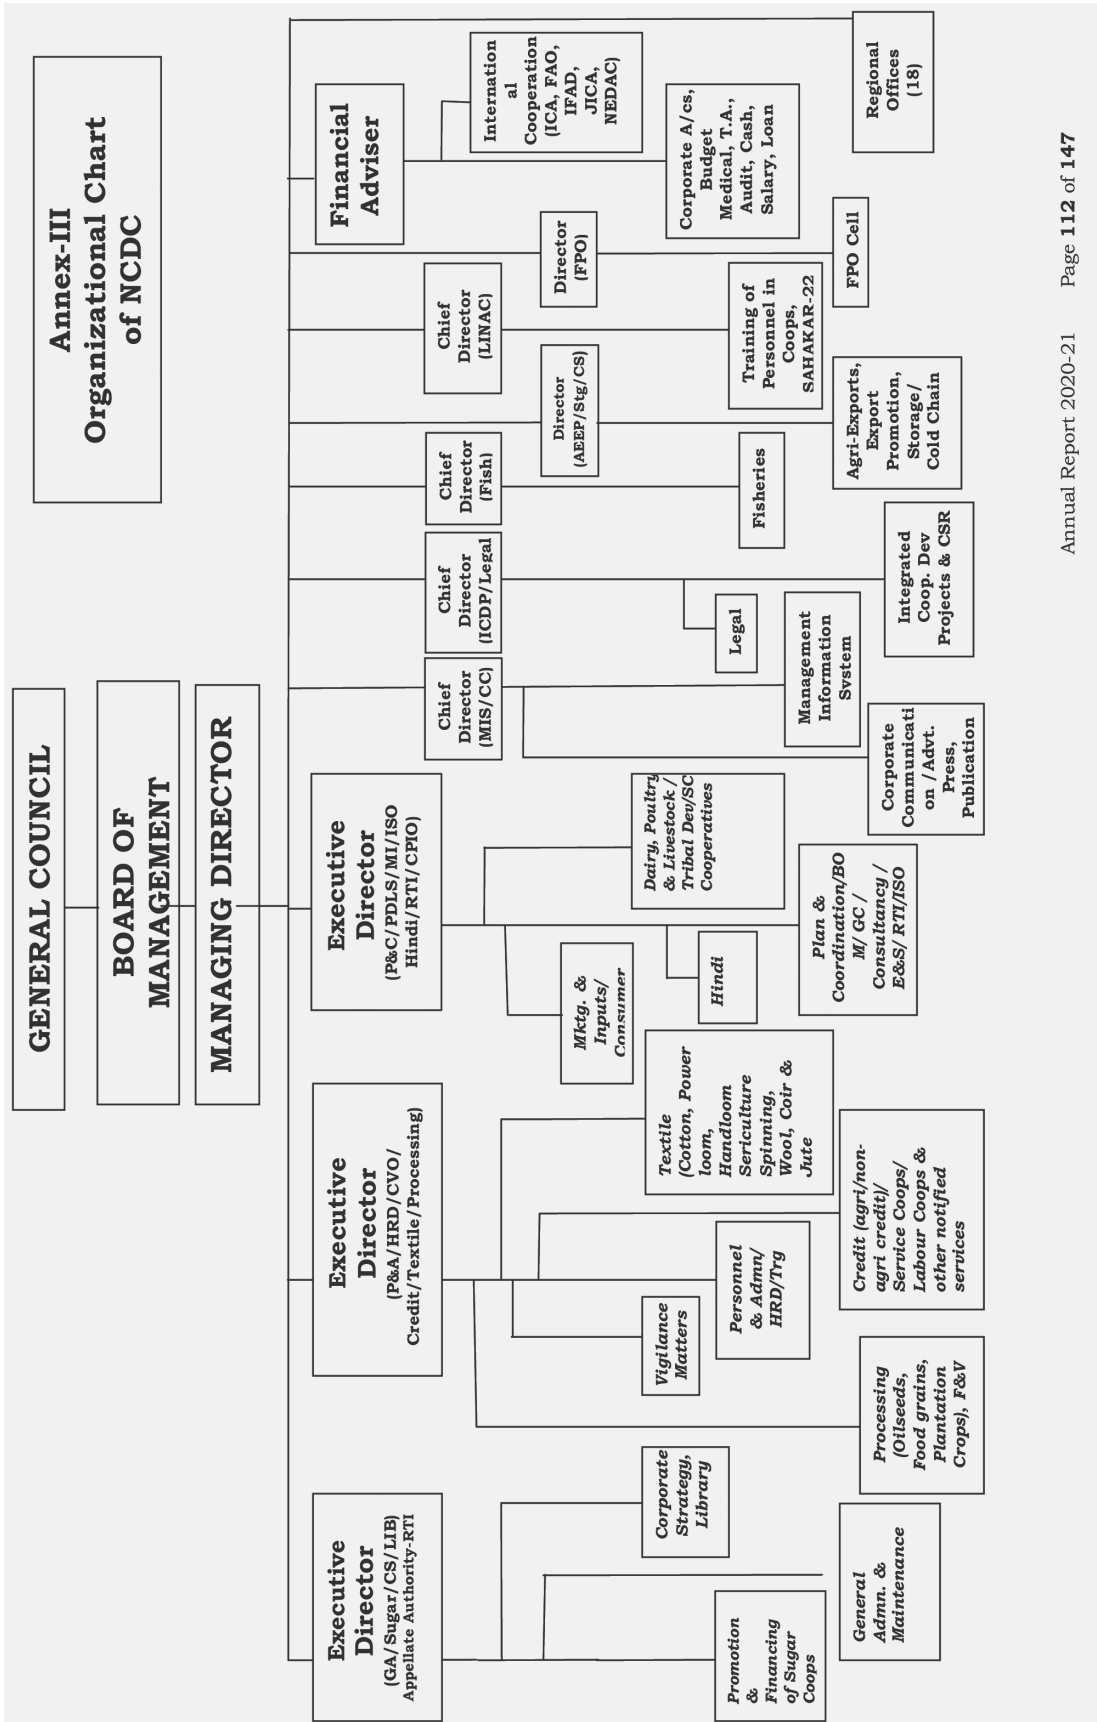 Annex-III
Organizational Chart
of NCDC
GENERAL COUNCIL
BOARD OF
MANAGEMENT
MANAGING DIRECTOR
Executive
Director
(GA/Sugar/CS/LIB)
Appellate Authority-RTI
Executive
Director
(P&A/HRD/CVO/
Credit/Textile/Processing)
Executive
Director
(P&C/PDLS/MI/ISO
Hindi/RTI/CPIO)
Chief
Director
(MIS/CC)
Chief
Director
(ICDP/Legal
Chief
Director
(Fish)
Director
(AEEP/Stg/CS)
Chief
Director
(LINAC)
Director
(FPO)
Financial
Adviser
Promotion
&
Financing
of Sugar
Coops
General
Admn. &
Maintenance
Corporate
Strategy,
Library
Processing
(Oilseeds,
Food grains,
Plantation
Crops), F&V
Vigilance
Matters
Personnel
& Admn/
HRD/Trg
Credit (agri/non-
agri credit)/
Service Coops/
Labour Coops &
other notified
services
Textile
(Cotton, Power
loom,
Handloom
Sericulture
Spinning,
Wool, Coir &
Jute
Mktg. &
Inputs/
Consumer
Hindi
Plan &
Coordination/BO
M/ GC /
Consultancy /
E&S/ RTI/ISO
Dairy, Poultry
& Livestock /
Tribal Dev/SC
Cooperatives
Corporate
Communicati
on /Advt.
Press,
Publication
Management
Information
System
Legal
Integrated
Coop. Dev
Projects & CSR
Fisheries
Agri-Exports,
Export
Promotion,
Storage/
Cold Chain
Training of
Personnel in
Coops,
SAHAKAR-22
FPO Cell
Corporate A/cs,
Budget
Medical, T.A.,
Audit, Cash,
Salary, Loan
Internation
al
Cooperation
(ICA, FAO,
IFAD,
JICA,
NEDAC)
Regional
Offices
(18)
Annual Report 2020-21 Page 112 of 147